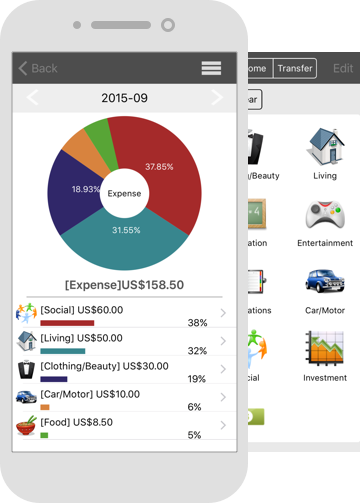 Back
2015-09
37.85%
18.93%
Expense
31.55%
[Expense]US$158.50
[Social] US$60.00
38%
[Living] US$50.00
32%
[Clothing/Beauty] US$30.00
19%
[Car/Motor] US$10.00
6%
[Food] US$8.50
5%
ome
Transfer
Edit
ear
g/Beauty
Living
ation
Entertainment
ations
Car/Motor
cial
Investment